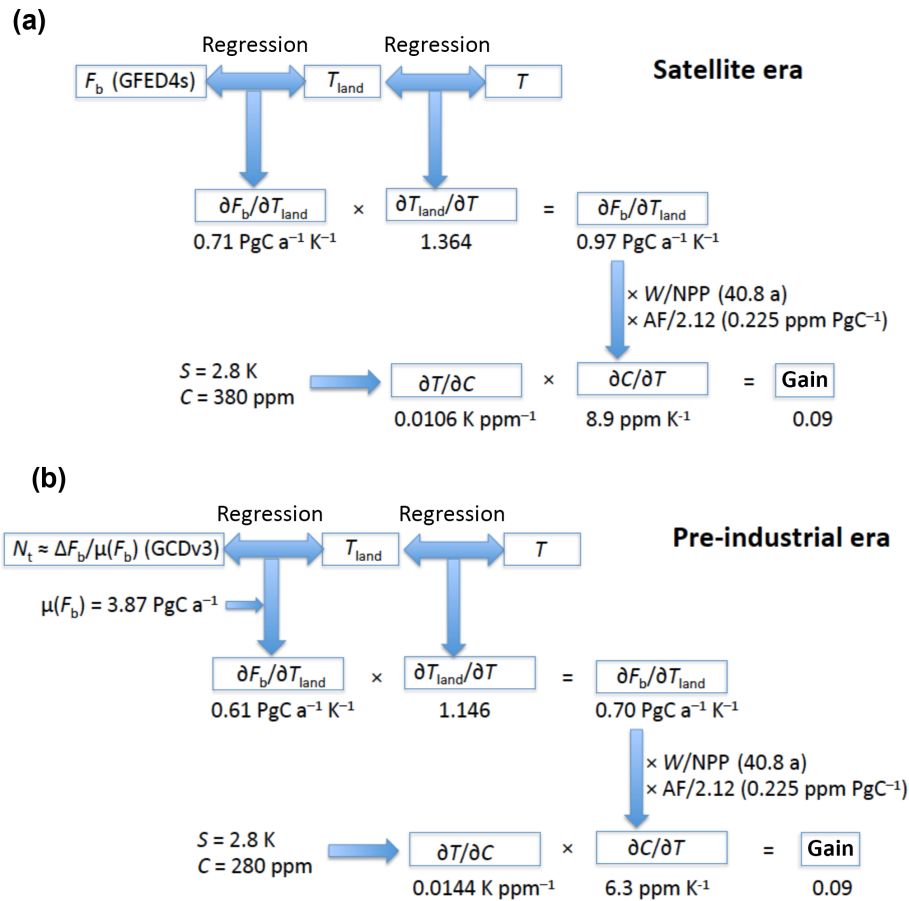 (a)
Regression Regression
Satellite era
F_b (GFED4s) T_land T
∂F_b/∂T_land × ∂T_land/∂T = ∂F_b/∂T_land
0.71 PgC a⁻¹ K⁻¹ 1.364 0.97 PgC a⁻¹ K⁻¹
× W/NPP (40.8 a)
× AF/2.12 (0.225 ppm PgC⁻¹)
S = 2.8 K
C = 380 ppm
∂T/∂C × ∂C/∂T = Gain
0.0106 K ppm⁻¹ 8.9 ppm K⁻¹ 0.09
(b)
Regression Regression
Pre-industrial era
N_t ≈ ΔF_b/μ(F_b) (GCDv3) T_land T
μ(F_b) = 3.87 PgC a⁻¹
∂F_b/∂T_land × ∂T_land/∂T = ∂F_b/∂T_land
0.61 PgC a⁻¹ K⁻¹ 1.146 0.70 PgC a⁻¹ K⁻¹
× W/NPP (40.8 a)
× AF/2.12 (0.225 ppm PgC⁻¹)
S = 2.8 K
C = 280 ppm
∂T/∂C × ∂C/∂T = Gain
0.0144 K ppm⁻¹ 6.3 ppm K⁻¹ 0.09